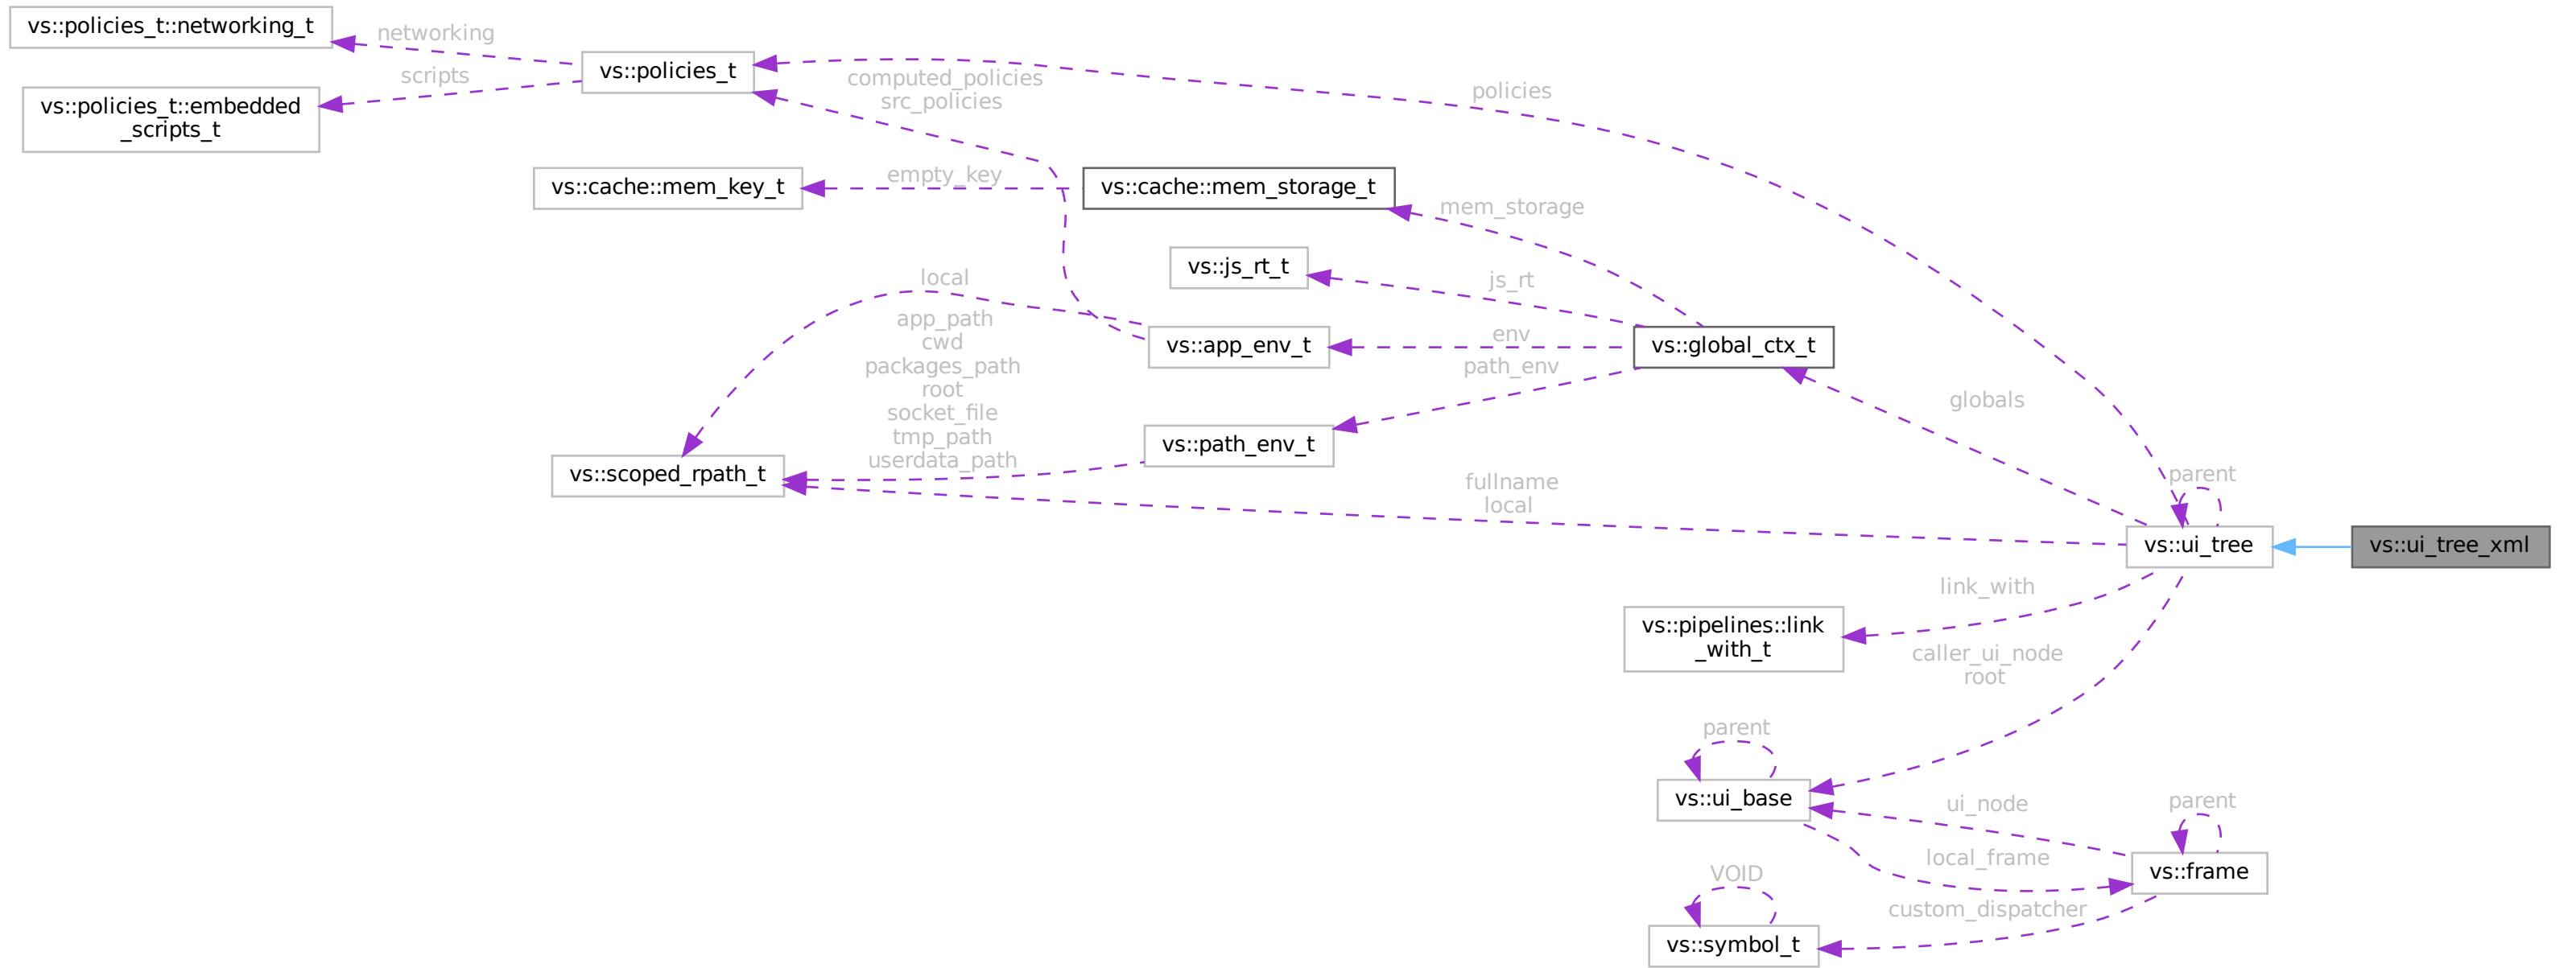 vs::policies_t::networking_t
networking
vs::policies_t
scripts
vs::policies_t::embedded
_scripts_t
computed_policies
src_policies
policies
vs::cache::mem_key_t
empty_key
vs::cache::mem_storage_t
mem_storage
vs::js_rt_t
js_rt
local
app_path
cwd
packages_path
root
socket_file
tmp_path
userdata_path
vs::app_env_t
env
vs::global_ctx_t
path_env
globals
vs::path_env_t
vs::scoped_rpath_t
fullname
local
parent
vs::ui_tree
vs::ui_tree_xml
link_with
vs::pipelines::link
_with_t
caller_ui_node
root
parent
vs::ui_base
ui_node
parent
local_frame
vs::frame
VOID
custom_dispatcher
vs::symbol_t